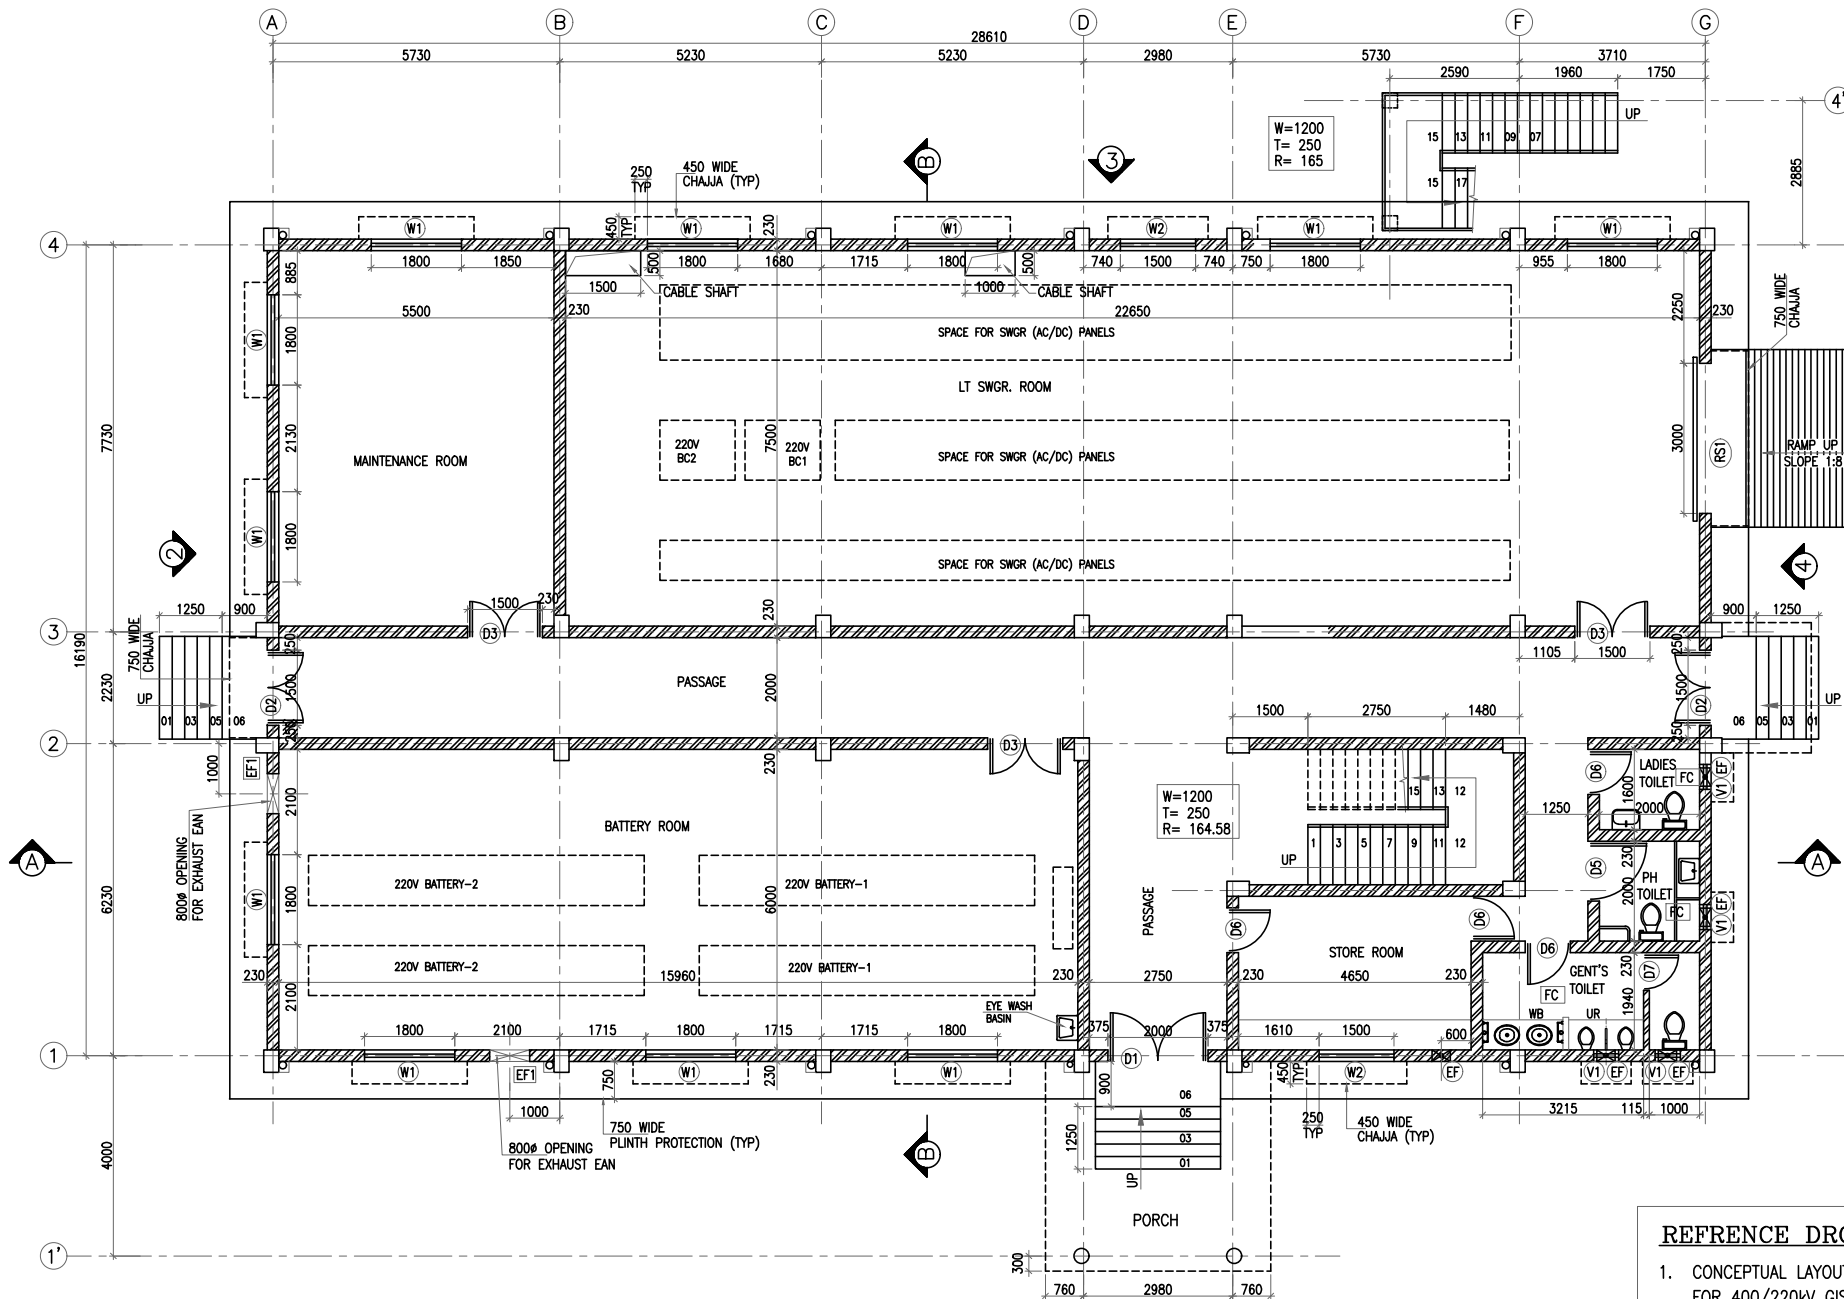 A B C D E F G
28610
5730 5230 5230 2980 5730 3710
2590 1960 1750
4'
UP
W=1200
T= 250
R= 165
15 13 11 09 07
15 17
2885
B
3
450 WIDE
CHAJJA (TYP)
250
TYP
450
TYP
230
4
W1 W1 W1 W2 W1 W1
885
1800 1850 500 1800 1680 1715 1800 500 740 1500 740 750 1800 955 1800
1500 CABLE SHAFT 1000 CABLE SHAFT
2250
750 WIDE
CHAJJA
5500 230 22650 230
W1
1800
SPACE FOR SWGR (AC/DC) PANELS
LT SWGR. ROOM
7730
2130
MAINTENANCE ROOM
220V
BC2
220V
BC1
7500
SPACE FOR SWGR (AC/DC) PANELS
3000
RS1
RAMP UP
SLOPE 1:8
W1
1800
2
SPACE FOR SWGR (AC/DC) PANELS
4
1250 900
1500 230
230
900 1250
3
D3 D3
250
1105 1500
250
16190
750 WIDE
CHAJJA
2230
1500
PASSAGE
2000
1500
UP
D2
D2
UP
01 03 05 06
06 05 03 01
1500 2750 1480
250
250
2
D3
1000
EF1
230
2100
W=1200
T= 250
R= 164.58
15 13 12
1 3 5 7 9 11 12
UP
D6
LADIES
TOILET
FC
EF
V1
1600
1250 2000
BATTERY ROOM
A
A
800ø OPENING
FOR EXHAUST EAN
6230
W1
1800
220V BATTERY-2 220V BATTERY-1
6000
PASSAGE
D5
230
PH
TOILET
2000
FC
EF
V1
D6 D6 D6
STORE ROOM
220V BATTERY-2 220V BATTERY-1
230 15960 230 2750 230 4650 230
2100
GENT'S
TOILET
230
D7
FC
1940
EYE WASH
BASIN
WB UR
1800 2100 1715 1800 1715 1715 1800 375 2000 375 1610 1500 600
1
D1
W1 EF1 W1 W1 W2 EF V1 EF V1 EF
750
230
900
450
TYP
06
05
03
01
1250
UP
1000
250
TYP
3215 115 1000
750 WIDE
PLINTH PROTECTION (TYP)
450 WIDE
CHAJJA (TYP)
800ø OPENING
FOR EXHAUST EAN
B
4000
PORCH
1'
300
760 2980 760
REFRENCE DR
1. CONCEPTUAL LAYOUT
FOR 400/220kV GIS